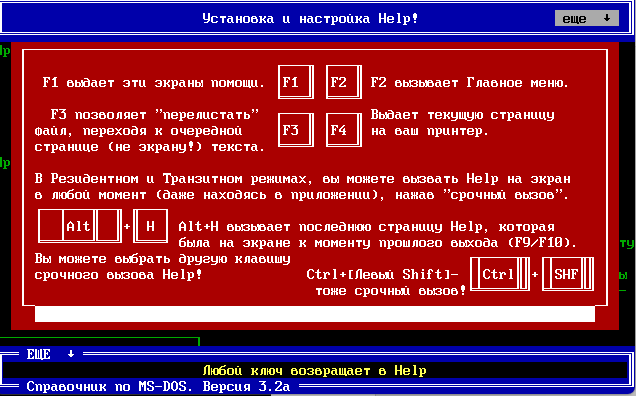 Установка и настройка Help!
еще ↓
F1 выдает эти экраны помощи. F1 F2 F2 вызывает Главное меню.
F3 позволяет "перелистать" Выдает текущую страницу
файл, переходя к очередной F3 F4 на ваш принтер.
странице (не экрану!) текста.
В Резидентном и Транзитном режимах, вы можете вызвать Help на экран
в любой момент (даже находясь в приложении), нажав "срочный вызов".
Alt + H Alt+H вызывает последнюю страницу Help, которая
была на экране к моменту прошлого выхода (F9/F10).
Вы можете выбрать другую клавишу
срочного вызова Help!
Ctrl+[Левый Shift]- Ctrl + SHF
тоже срочный вызов!
ЕЩЕ ↓
Любой ключ возвращает в Help
Справочник по MS-DOS. Версия 3.2a